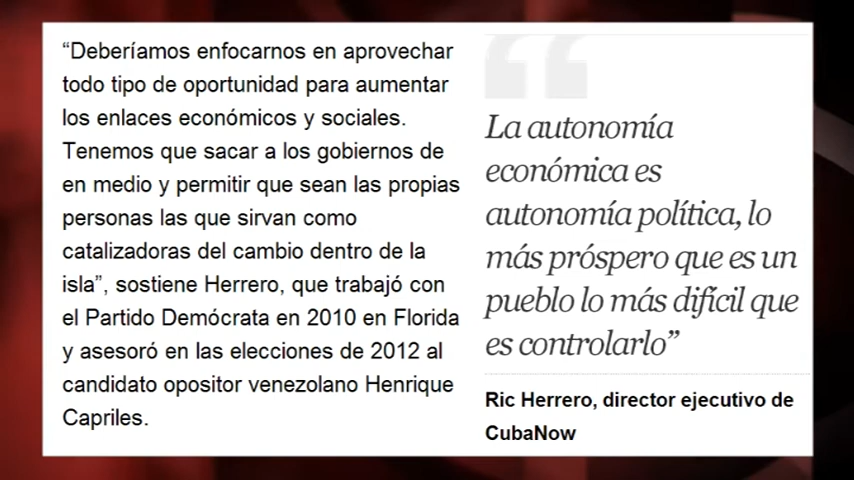 “Deberíamos enfocarnos en aprovechar
todo tipo de oportunidad para aumentar
los enlaces económicos y sociales.
Tenemos que sacar a los gobiernos de
en medio y permitir que sean las propias
personas las que sirvan como
catalizadoras del cambio dentro de la
isla”, sostiene Herrero, que trabajó con
el Partido Demócrata en 2010 en Florida
y asesoró en las elecciones de 2012 al
candidato opositor venezolano Henrique
Capriles.
“
La autonomía
económica es
autonomía política, lo
más próspero que es un
pueblo lo más difícil que
es controlarlo”
Ric Herrero, director ejecutivo de
CubaNow